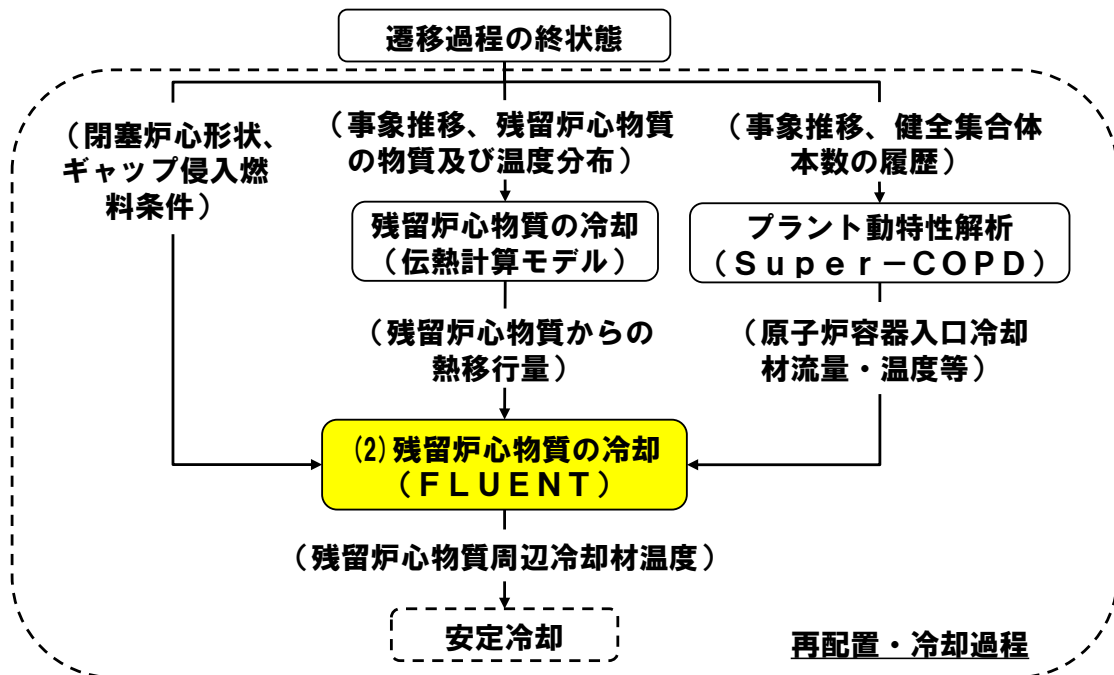 遷移過程の終状態
（閉塞炉心形状、
ギャップ侵入燃
料条件）
（事象推移、残留炉心物質
の物質及び温度分布）
（事象推移、健全集合体
本数の履歴）
残留炉心物質の冷却
（伝熱計算モデル）
プラント動特性解析
（Ｓｕｐｅｒ－ＣＯＰＤ）
（残留炉心物質からの
熱移行量）
（原子炉容器入口冷却
材流量・温度等）
(2)残留炉心物質の冷却
（ＦＬＵＥＮＴ）
（残留炉心物質周辺冷却材温度）
安定冷却
再配置・冷却過程